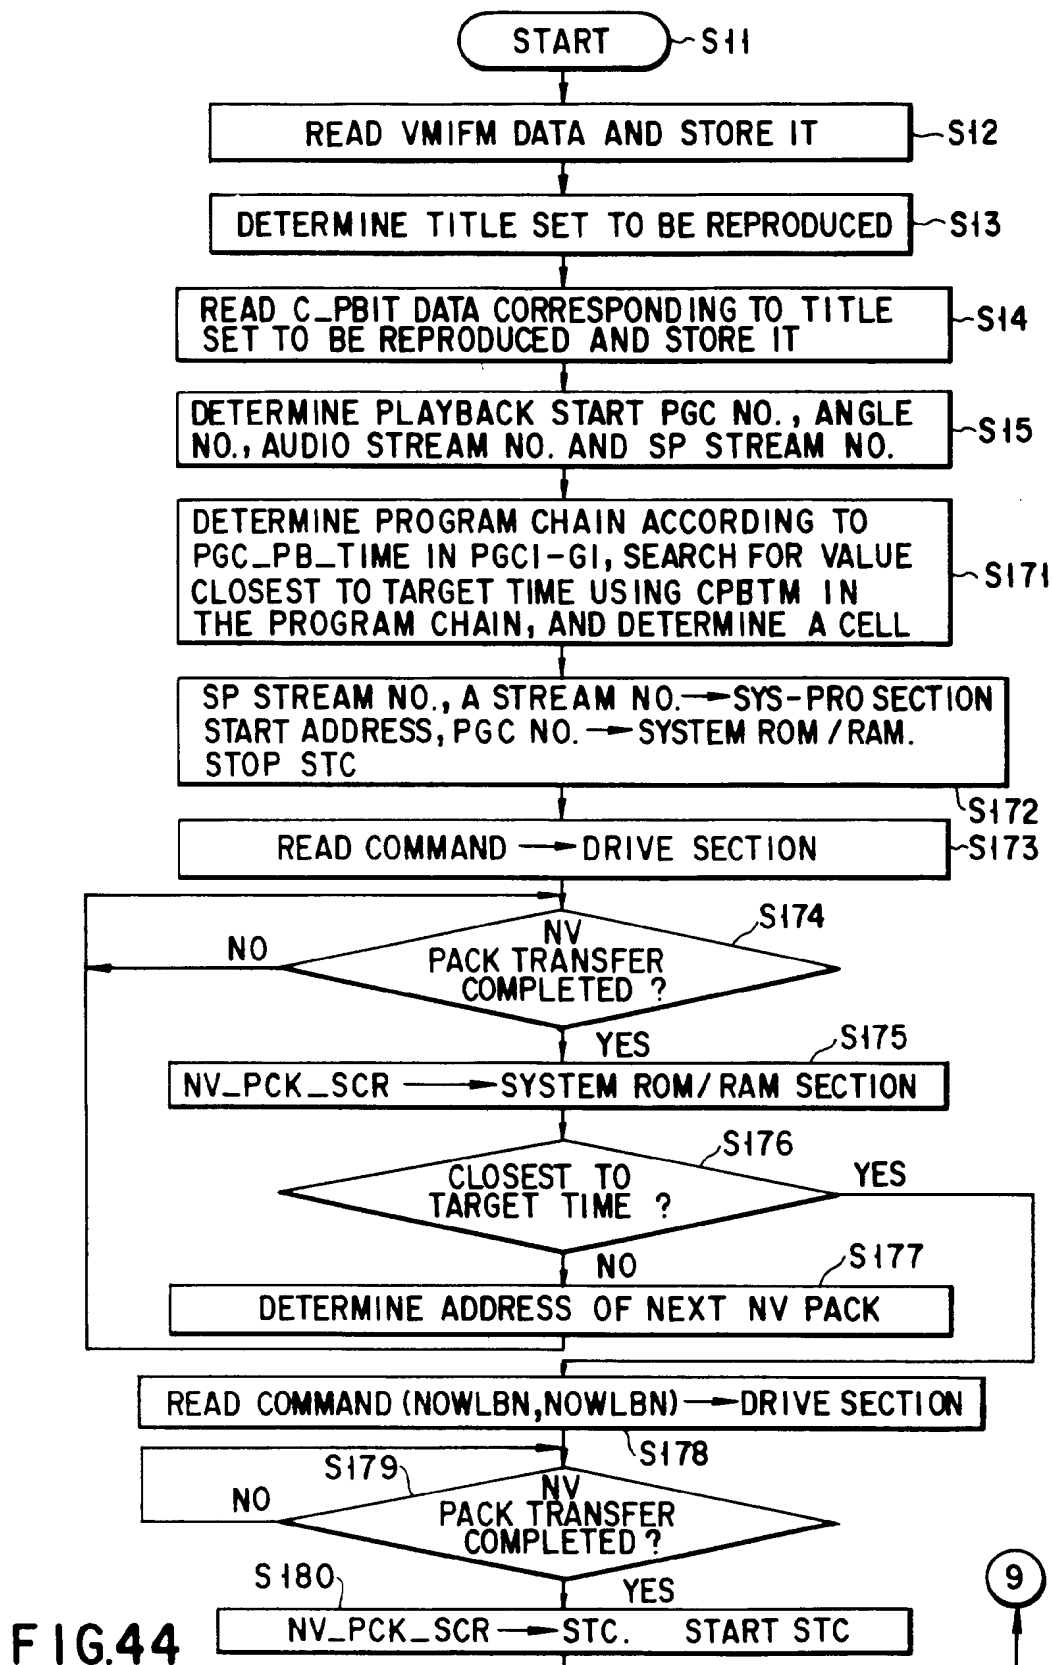 START
S11
READ VMIFM DATA AND STORE IT
S12
DETERMINE TITLE SET TO BE REPRODUCED
S13
READ C_PBIT DATA CORRESPONDING TO TITLE
SET TO BE REPRODUCED AND STORE IT
S14
DETERMINE PLAYBACK START PGC NO., ANGLE
NO., AUDIO STREAM NO. AND SP STREAM NO.
S15
DETERMINE PROGRAM CHAIN ACCORDING TO
PGC_PB_TIME IN PGCI-GI, SEARCH FOR VALUE
CLOSEST TO TARGET TIME USING CPBTM IN
THE PROGRAM CHAIN, AND DETERMINE A CELL
S171
SP STREAM NO., A STREAM NO.→SYS-PRO SECTION
START ADDRESS, PGC NO.→SYSTEM ROM/RAM.
STOP STC
S172
READ COMMAND→DRIVE SECTION
S173
S174
NV
PACK TRANSFER
COMPLETED ?
NO
YES
S175
NV_PCK_SCR→SYSTEM ROM/RAM SECTION
S176
CLOSEST TO
TARGET TIME ?
YES
NO
S177
DETERMINE ADDRESS OF NEXT NV PACK
READ COMMAND (NOWLBN,NOWLBN)→DRIVE SECTION
S178
S179
NV
PACK TRANSFER
COMPLETED ?
NO
YES
S180
NV_PCK_SCR→STC. START STC
9
FIG.44